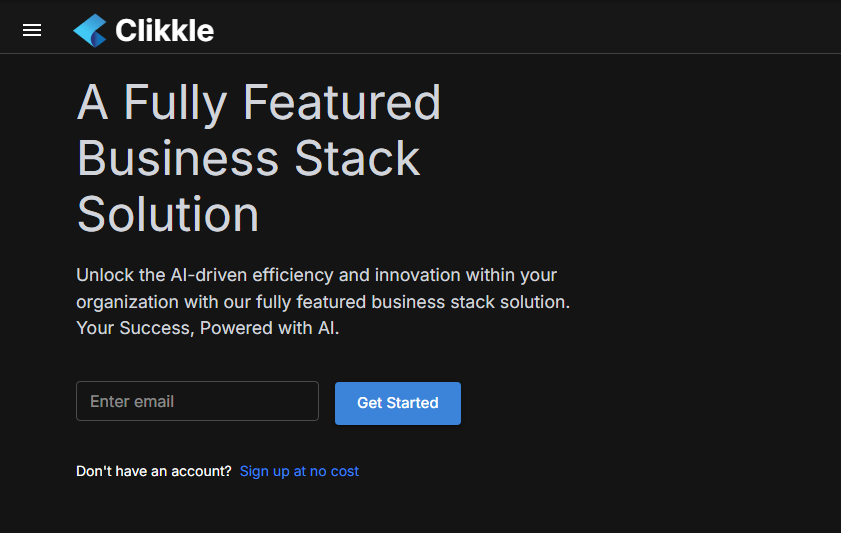 Clikkle
A Fully Featured
Business Stack
Solution
Unlock the AI-driven efficiency and innovation within your
organization with our fully featured business stack solution.
Your Success, Powered with AI.
Enter email
Get Started
Don't have an account? Sign up at no cost